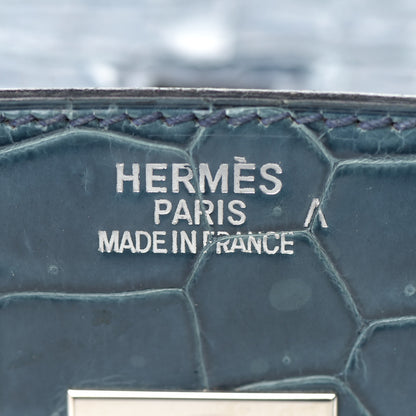 HERMÈS
PARIS ʌ
MADE IN FRANCE